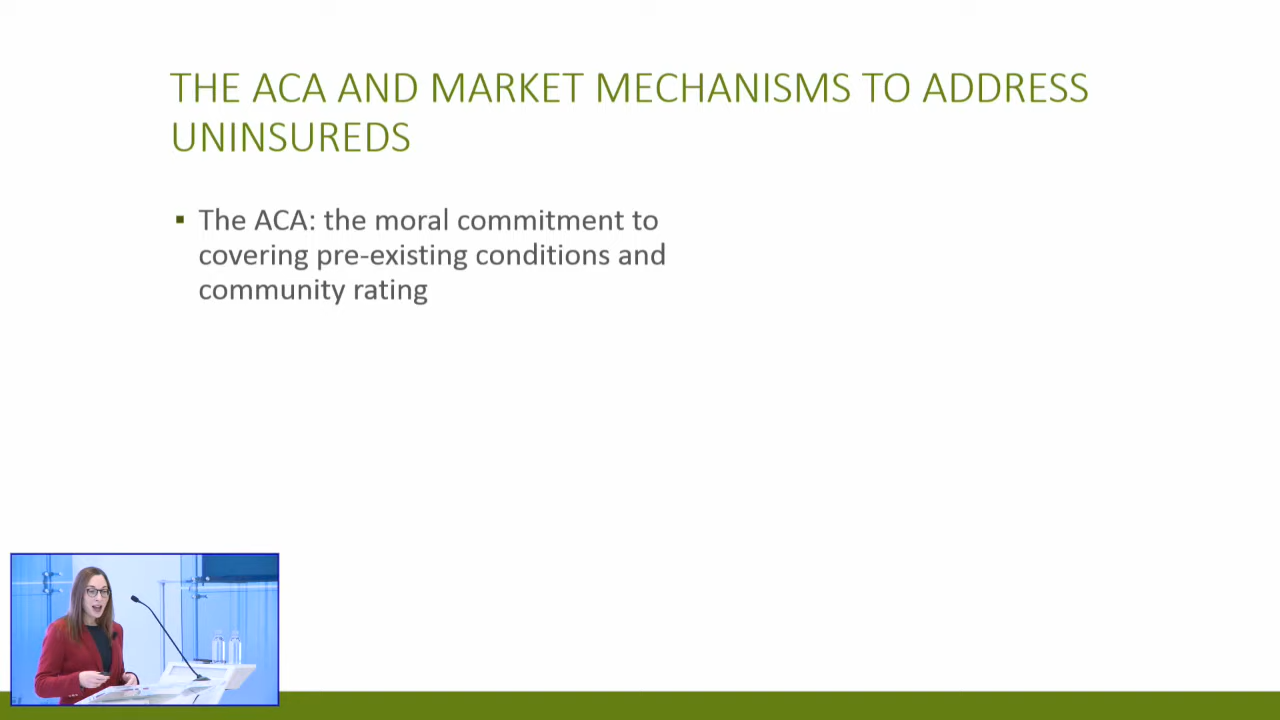 THE ACA AND MARKET MECHANISMS TO ADDRESS
UNINSUREDS
▪ The ACA: the moral commitment to
covering pre-existing conditions and
community rating